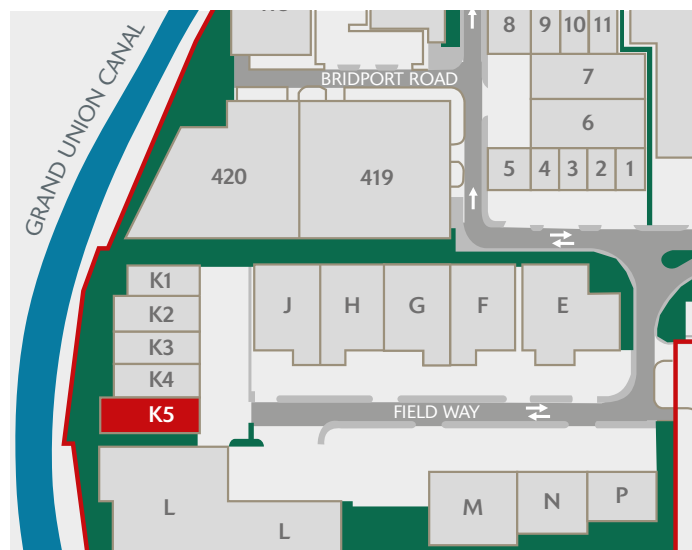 8 9 10 11
GRAND UNION CANAL
BRIDPORT ROAD
7
6
5 4 3 2 1
420 419
K1
K2
K3
K4
K5
J H G F E
FIELD WAY
L
L
M N P